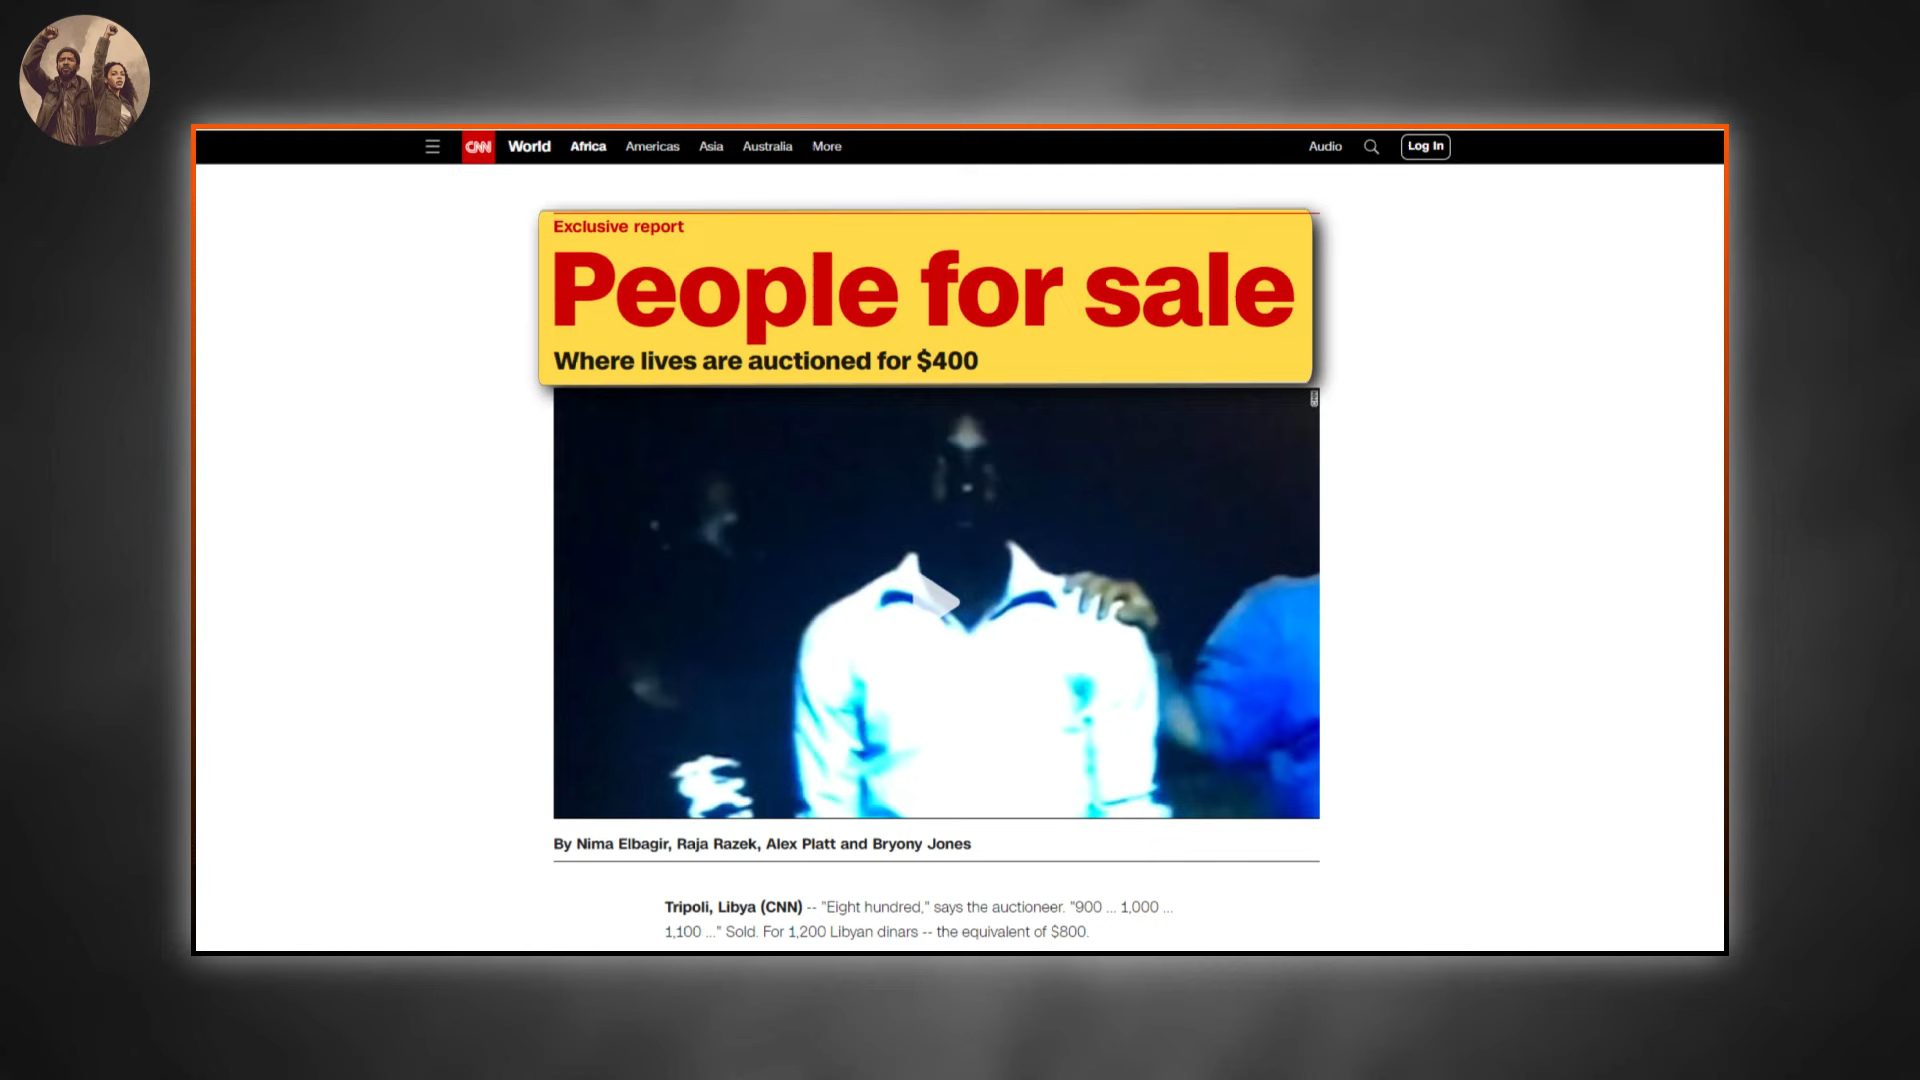 CNN World Africa Americas Asia Australia More Audio Log In
Exclusive report
People for sale
Where lives are auctioned for $400
CNN
By Nima Elbagir, Raja Razek, Alex Platt and Bryony Jones
Tripoli, Libya (CNN) -- "Eight hundred," says the auctioneer. "900 ... 1,000 ...
1,100 ..." Sold. For 1,200 Libyan dinars -- the equivalent of $800.